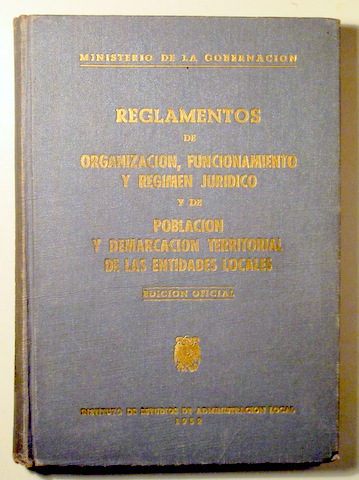 MINISTERIO DE LA GOBERNACION
REGLAMENTOS
DE
ORGANIZACION, FUNCIONAMIENTO
Y REGIMEN JURIDICO
Y DE
POBLACION
Y DEMARCACION TERRITORIAL
DE LAS ENTIDADES LOCALES
EDICION OFICIAL
INSTITUTO DE ESTUDIOS DE ADMINISTRACION LOCAL
1952